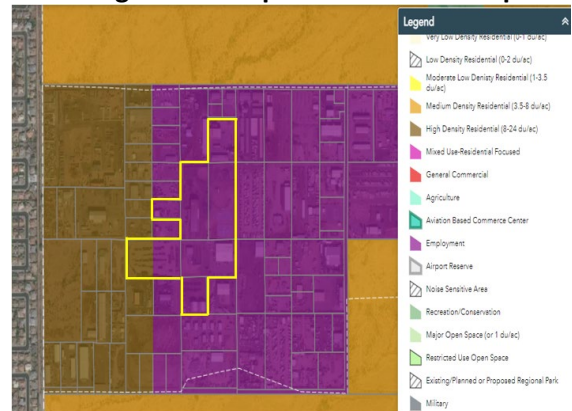 Legend
Very Low Density Residential (0-1 du/ac)
Low Density Residential (0-2 du/ac)
Moderate Low Density Residential (1-3.5
du/ac)
Medium Density Residential (3.5-8 du/ac)
High Density Residential (8-24 du/ac)
Mixed Use-Residential Focused
General Commercial
Agriculture
Aviation Based Commerce Center
Employment
Airport Reserve
Noise Sensitive Area
Recreation/Conservation
Major Open Space (or 1 du/ac)
Restricted Use Open Space
Existing/Planned or Proposed Regional Park
Military